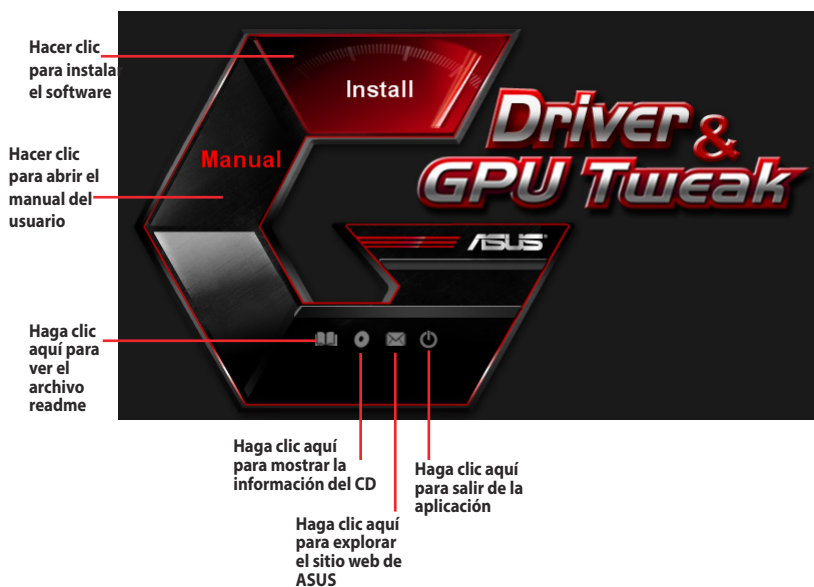 Hacer clic
para instalar
el software
Install
Driver &
GPU Tweak
Manual
Hacer clic
para abrir el
manual del
usuario
ASUS
Haga clic
aquí para
ver el
archivo
readme
Haga clic aquí
para mostrar la
información del CD
Haga clic aquí
para explorar
el sitio web de
ASUS
Haga clic aquí
para salir de la
aplicación